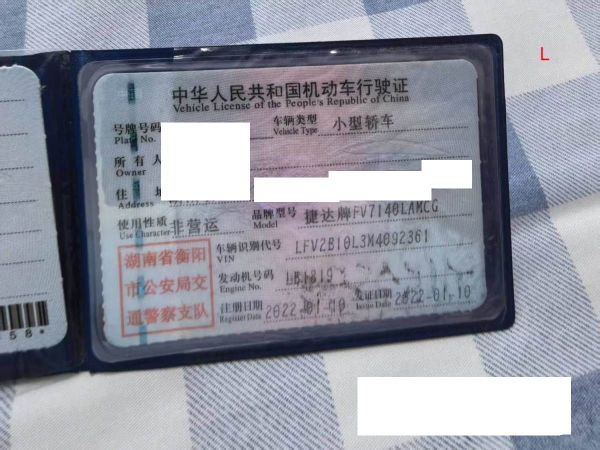 L
中华人民共和国机动车行驶证
Vehicle License of the People's Republic of China
号牌号码 车辆类型 小型轿车
Plate No. Vehicle Type
所有人
Owner
住 址
Address
使用性质 非营运 品牌型号 捷达牌FV7140LAMCG
Use Character Model
湖南省衡阳
市公安局交
通警察支队
车辆识别代号 LFV2B10L3M4092361
VIN
发动机号码
Engine No.
注册日期 2022-01-10 发证日期 2022-01-10
Register Date Issue Date
58*